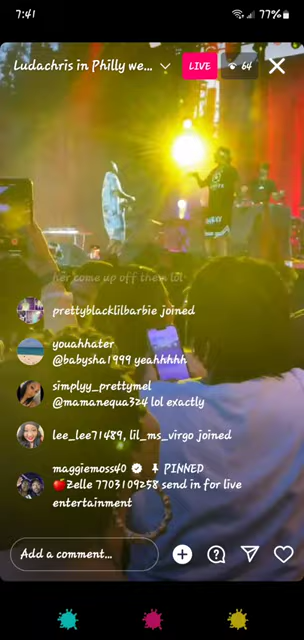 7:41
77%
Ludachris in Philly we...
LIVE
64
her come up off them lol
prettyblacklilbarbie joined
youahhater
@babysha1999 yeahhhhh
simplyy_prettymel
@mamanequa324 lol exactly
lee_lee71489, lil_ms_virgo joined
maggiemoss40 PINNED
🍎Zelle 7703109258 send in for live
entertainment
Add a comment...